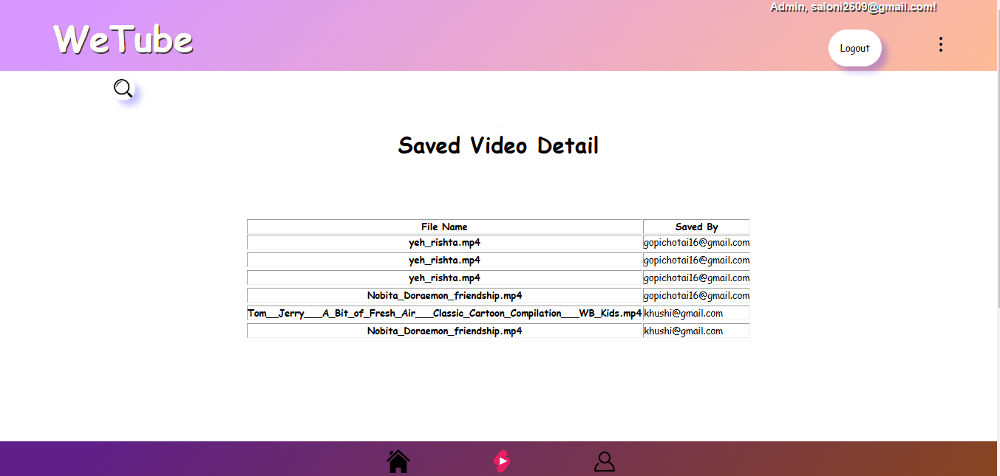 Admin, saloni2609@gmail.com!
WeTube
Logout
Saved Video Detail
File Name Saved By
yeh_rishta.mp4 gopichotai16@gmail.com
yeh_rishta.mp4 gopichotai16@gmail.com
yeh_rishta.mp4 gopichotai16@gmail.com
Nobita_Doraemon_friendship.mp4 gopichotai16@gmail.com
Tom__Jerry___A_Bit_of_Fresh_Air___Classic_Cartoon_Compilation___WB_Kids.mp4 khushi@gmail.com
Nobita_Doraemon_friendship.mp4 khushi@gmail.com